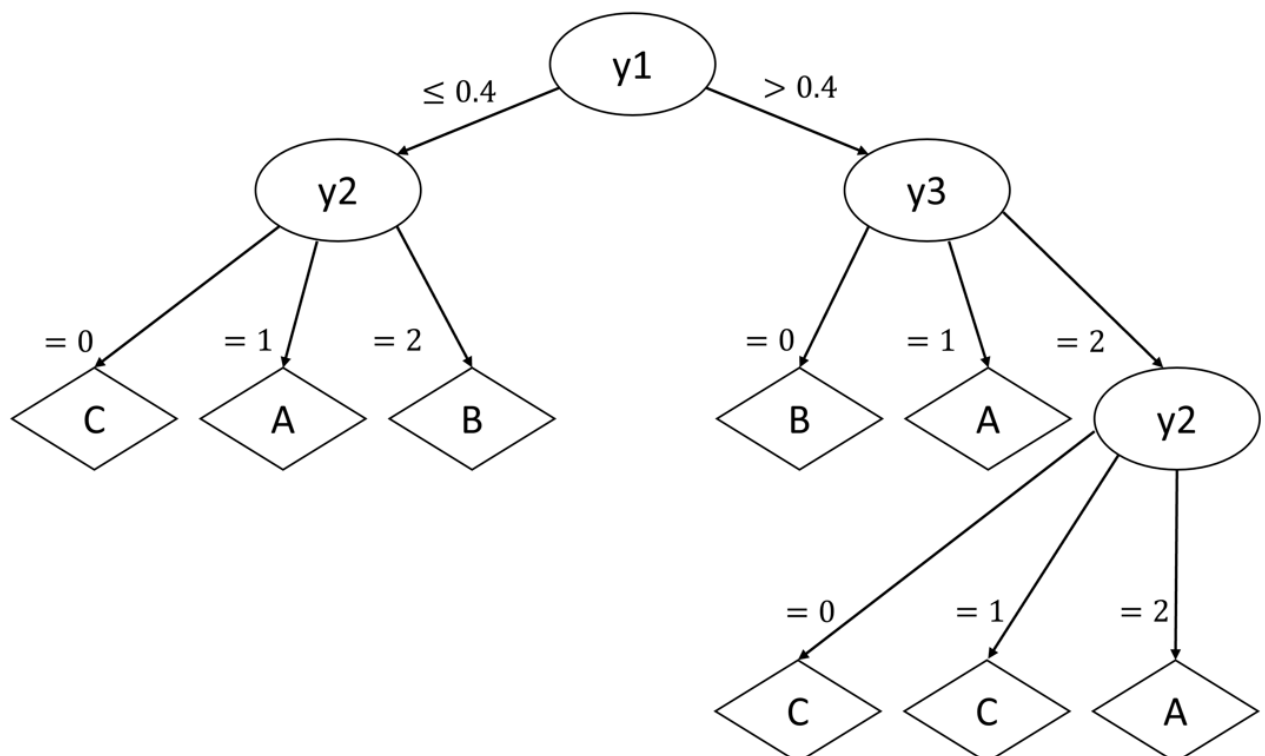 y1
≤ 0.4
> 0.4
y2
y3
= 0
= 1
= 2
= 0
= 1
= 2
C
A
B
B
A
y2
= 0
= 1
= 2
C
C
A